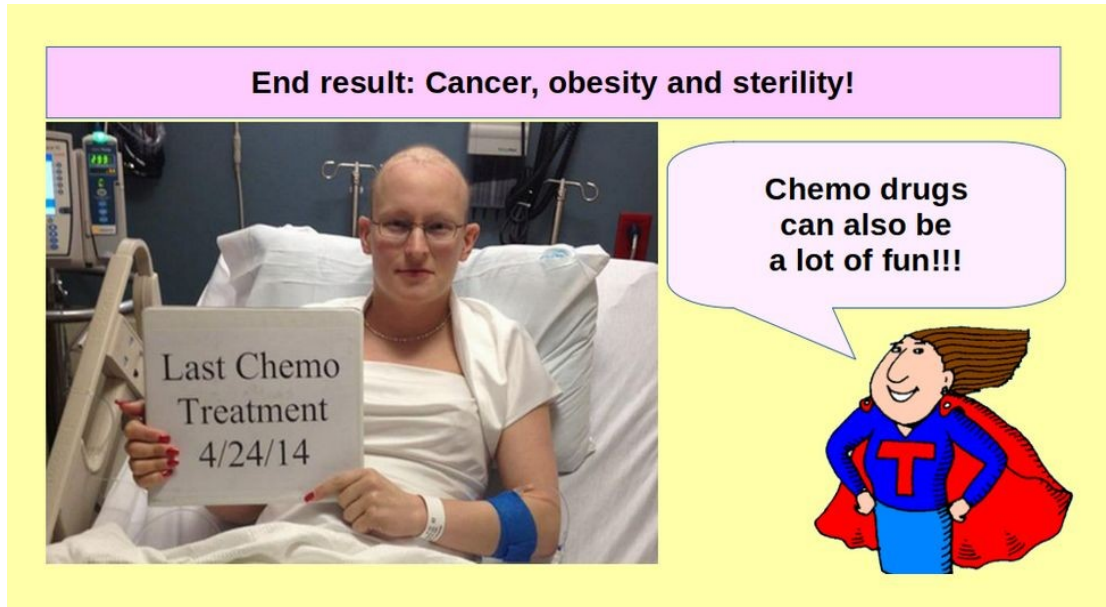 End result: Cancer, obesity and sterility!
Chemo drugs
can also be
a lot of fun!!!
Last Chemo
Treatment
4/24/14
T